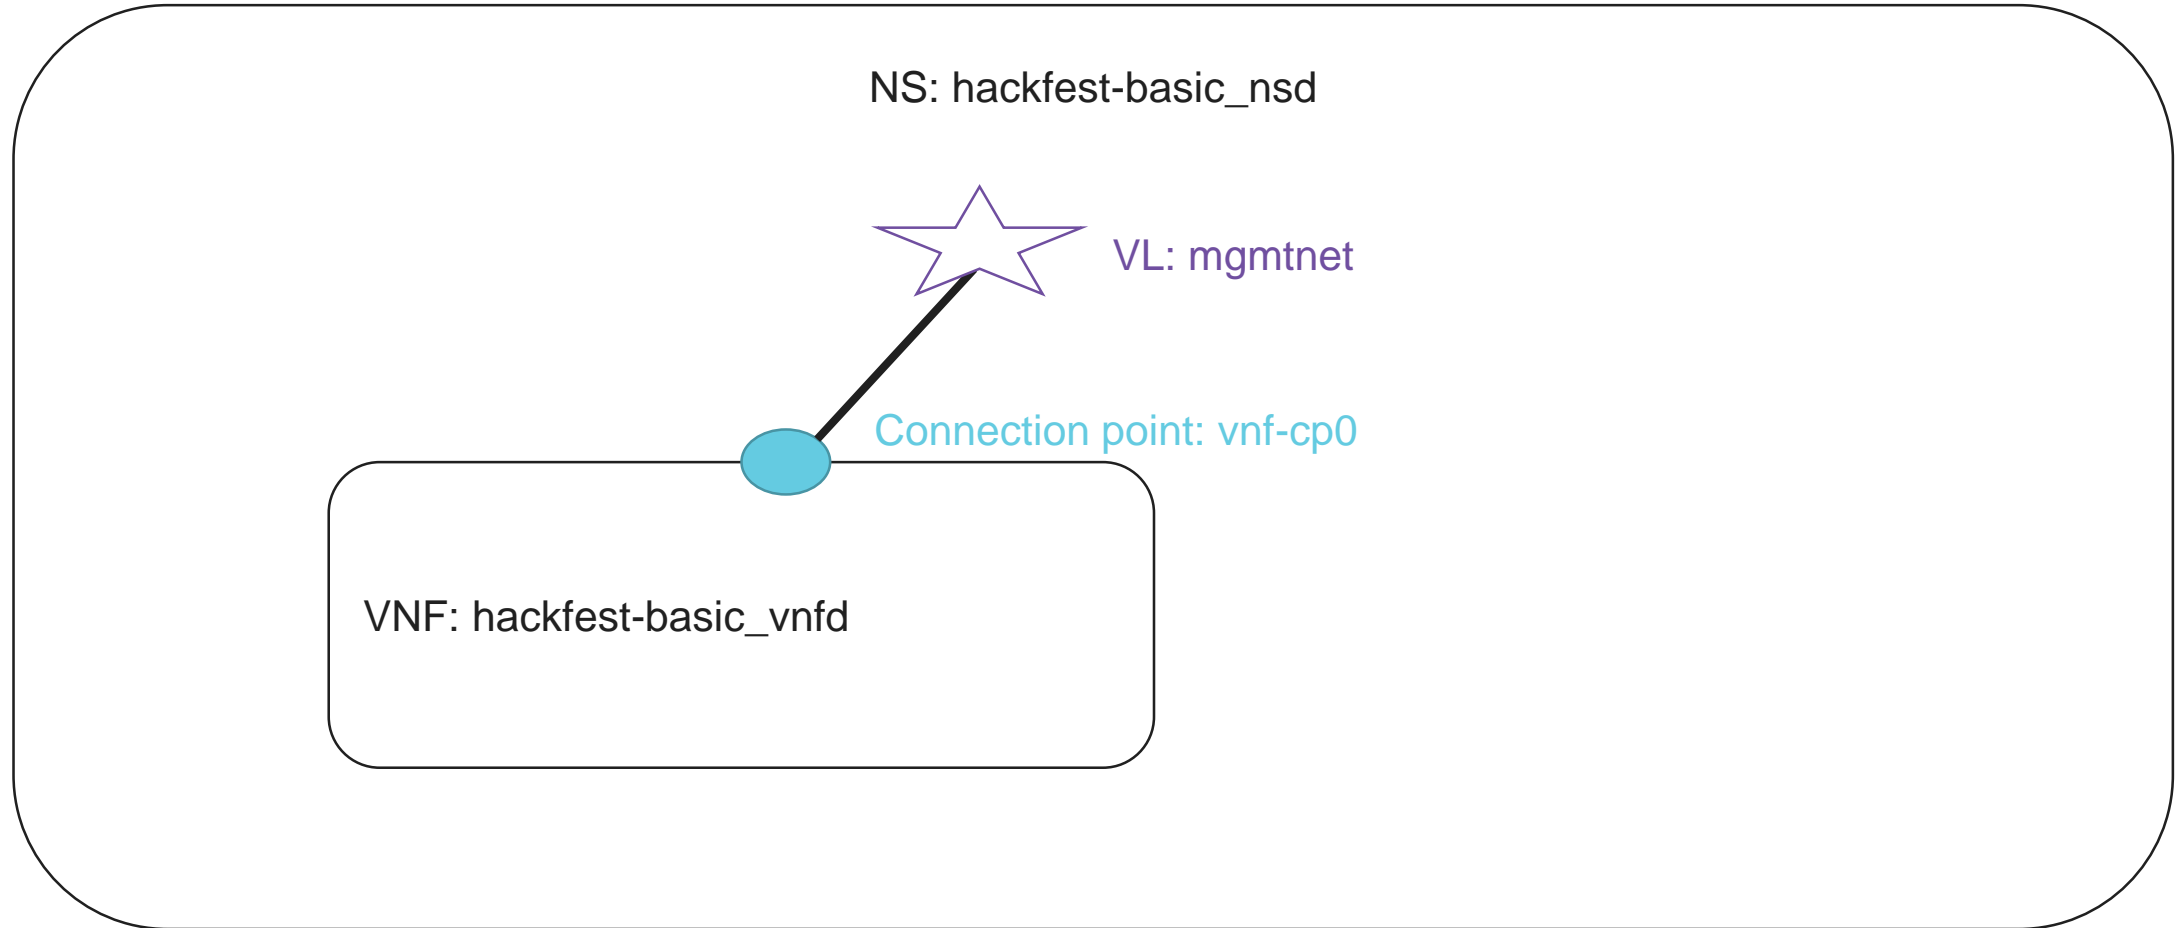 NS: hackfest-basic_nsd
VL: mgmtnet
Connection point: vnf-cp0
VNF: hackfest-basic_vnfd